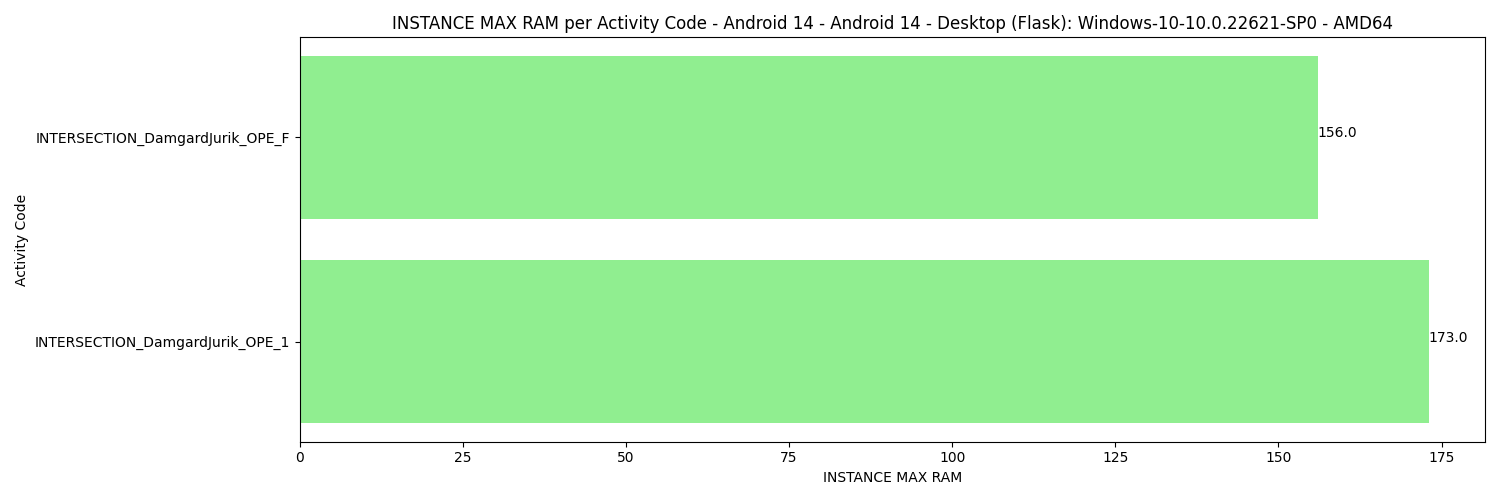 INSTANCE MAX RAM per Activity Code - Android 14 - Android 14 - Desktop (Flask): Windows-10-10.0.22621-SP0 - AMD64
INTERSECTION_DamgardJurik_OPE_F
156.0
Activity Code
INTERSECTION_DamgardJurik_OPE_1
173.0
0 25 50 75 100 125 150 175
INSTANCE MAX RAM